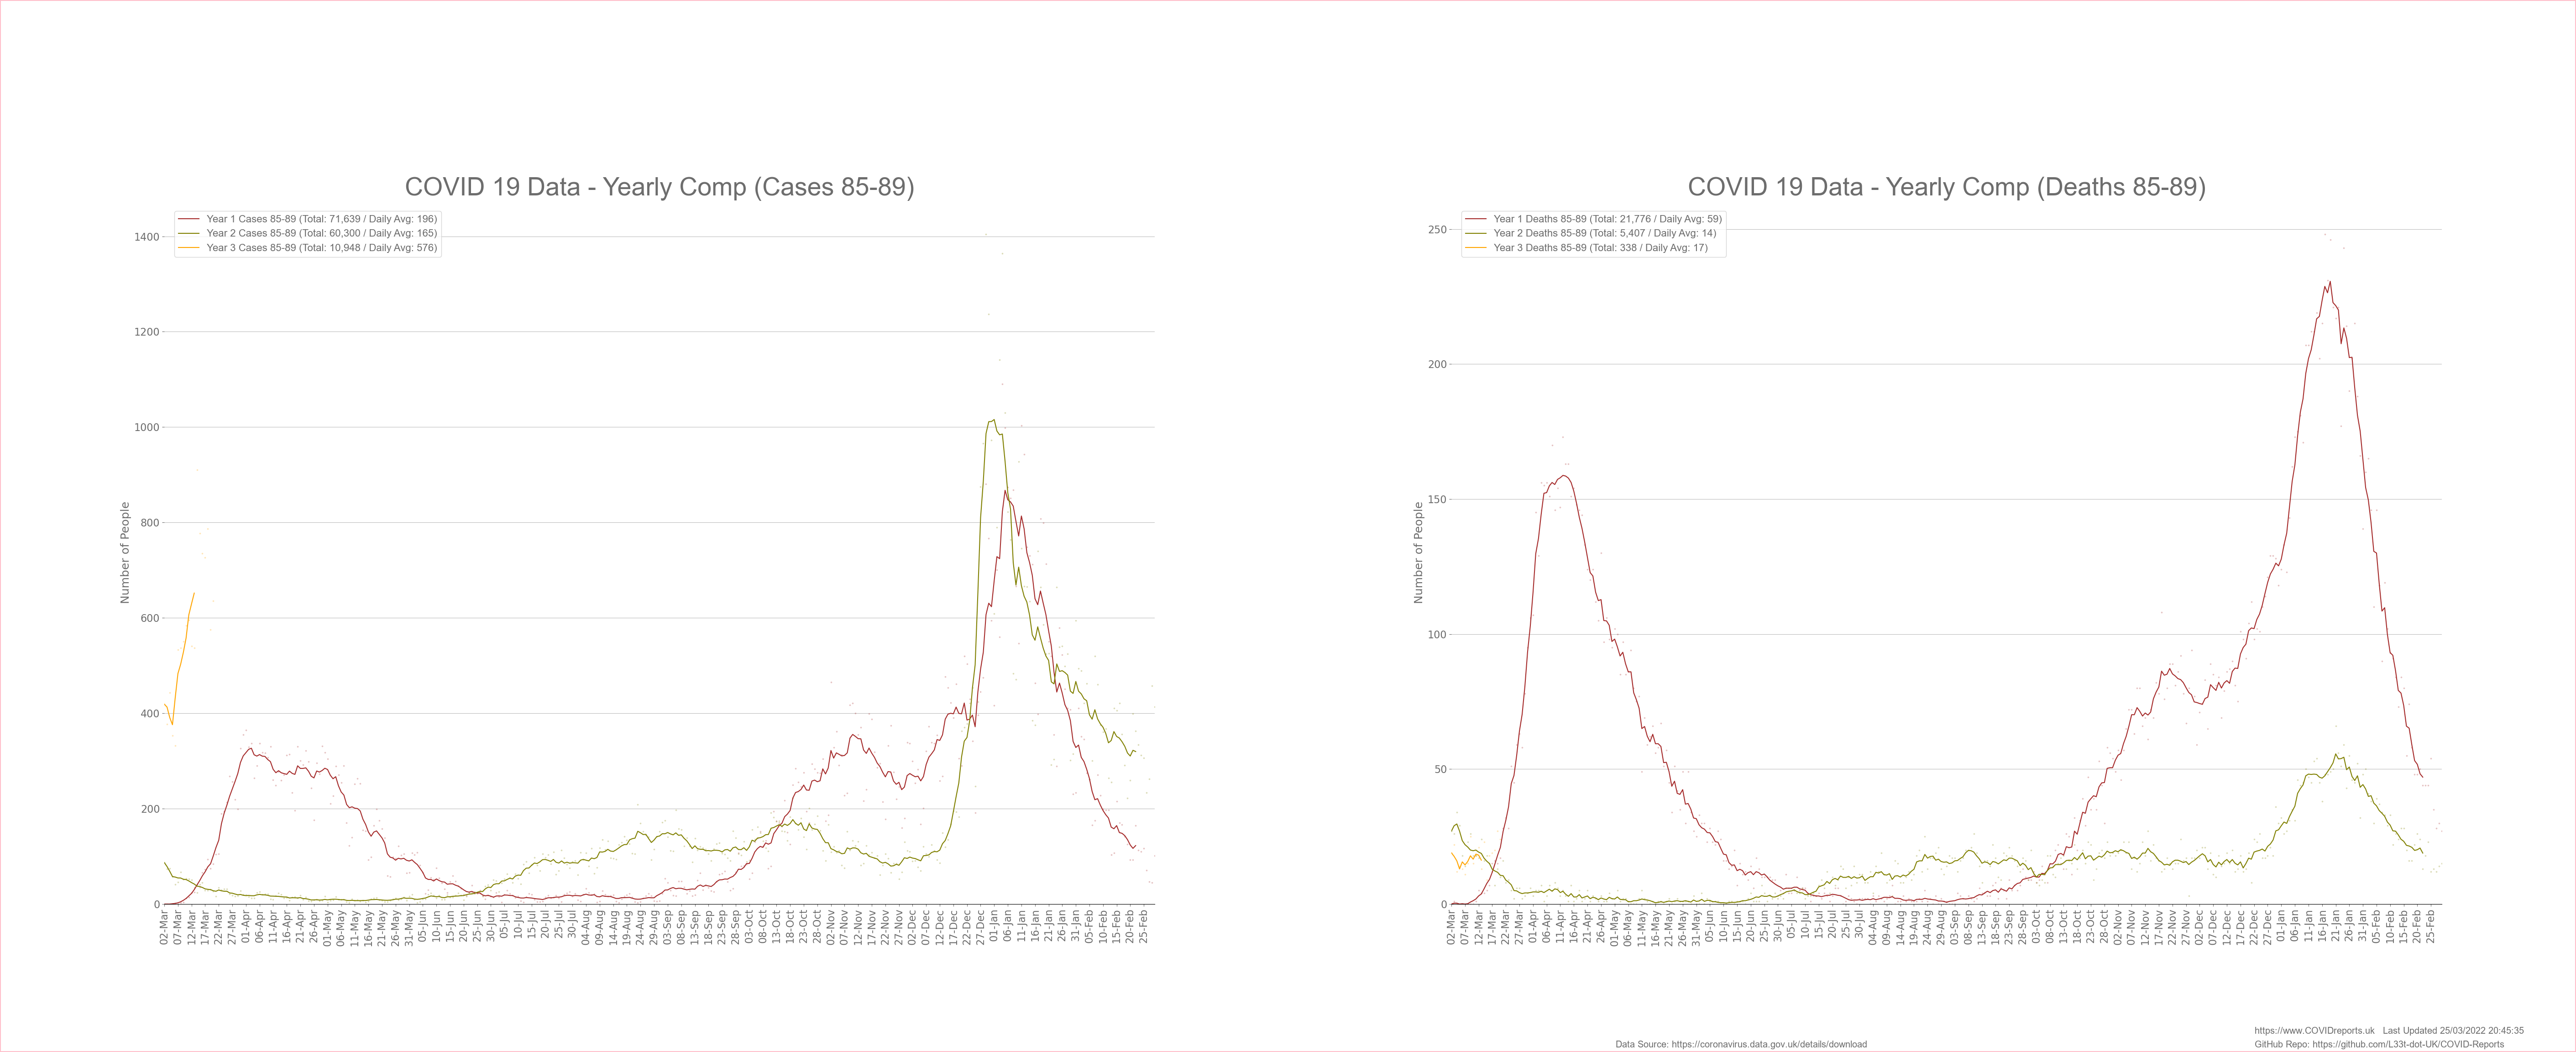 COVID 19 Data - Yearly Comp (Cases 85-89)
Year 1 Cases 85-89 (Total: 71,639 / Daily Avg: 196)
Year 2 Cases 85-89 (Total: 60,300 / Daily Avg: 165)
Year 3 Cases 85-89 (Total: 10,948 / Daily Avg: 576)
1400
1200
1000
800
600
400
200
0
Number of People
02-Mar 07-Mar 12-Mar 17-Mar 22-Mar 27-Mar 01-Apr 06-Apr 11-Apr 16-Apr 21-Apr 26-Apr 01-May 06-May 11-May 16-May 21-May 26-May 31-May 05-Jun 10-Jun 15-Jun 20-Jun 25-Jun 30-Jun 05-Jul 10-Jul 15-Jul 20-Jul 25-Jul 30-Jul 04-Aug 09-Aug 14-Aug 19-Aug 24-Aug 29-Aug 03-Sep 08-Sep 13-Sep 18-Sep 23-Sep 28-Sep 03-Oct 08-Oct 13-Oct 18-Oct 23-Oct 28-Oct 02-Nov 07-Nov 12-Nov 17-Nov 22-Nov 27-Nov 02-Dec 07-Dec 12-Dec 17-Dec 22-Dec 27-Dec 01-Jan 06-Jan 11-Jan 16-Jan 21-Jan 26-Jan 31-Jan 05-Feb 10-Feb 15-Feb 20-Feb 25-Feb
COVID 19 Data - Yearly Comp (Deaths 85-89)
Year 1 Deaths 85-89 (Total: 21,776 / Daily Avg: 59)
Year 2 Deaths 85-89 (Total: 5,407 / Daily Avg: 14)
Year 3 Deaths 85-89 (Total: 338 / Daily Avg: 17)
250
200
150
100
50
0
Number of People
02-Mar 07-Mar 12-Mar 17-Mar 22-Mar 27-Mar 01-Apr 06-Apr 11-Apr 16-Apr 21-Apr 26-Apr 01-May 06-May 11-May 16-May 21-May 26-May 31-May 05-Jun 10-Jun 15-Jun 20-Jun 25-Jun 30-Jun 05-Jul 10-Jul 15-Jul 20-Jul 25-Jul 30-Jul 04-Aug 09-Aug 14-Aug 19-Aug 24-Aug 29-Aug 03-Sep 08-Sep 13-Sep 18-Sep 23-Sep 28-Sep 03-Oct 08-Oct 13-Oct 18-Oct 23-Oct 28-Oct 02-Nov 07-Nov 12-Nov 17-Nov 22-Nov 27-Nov 02-Dec 07-Dec 12-Dec 17-Dec 22-Dec 27-Dec 01-Jan 06-Jan 11-Jan 16-Jan 21-Jan 26-Jan 31-Jan 05-Feb 10-Feb 15-Feb 20-Feb 25-Feb
https://www.COVIDreports.uk Last Updated 25/03/2022 20:45:35
Data Source: https://coronavirus.data.gov.uk/details/download
GitHub Repo: https://github.com/L33t-dot-UK/COVID-Reports